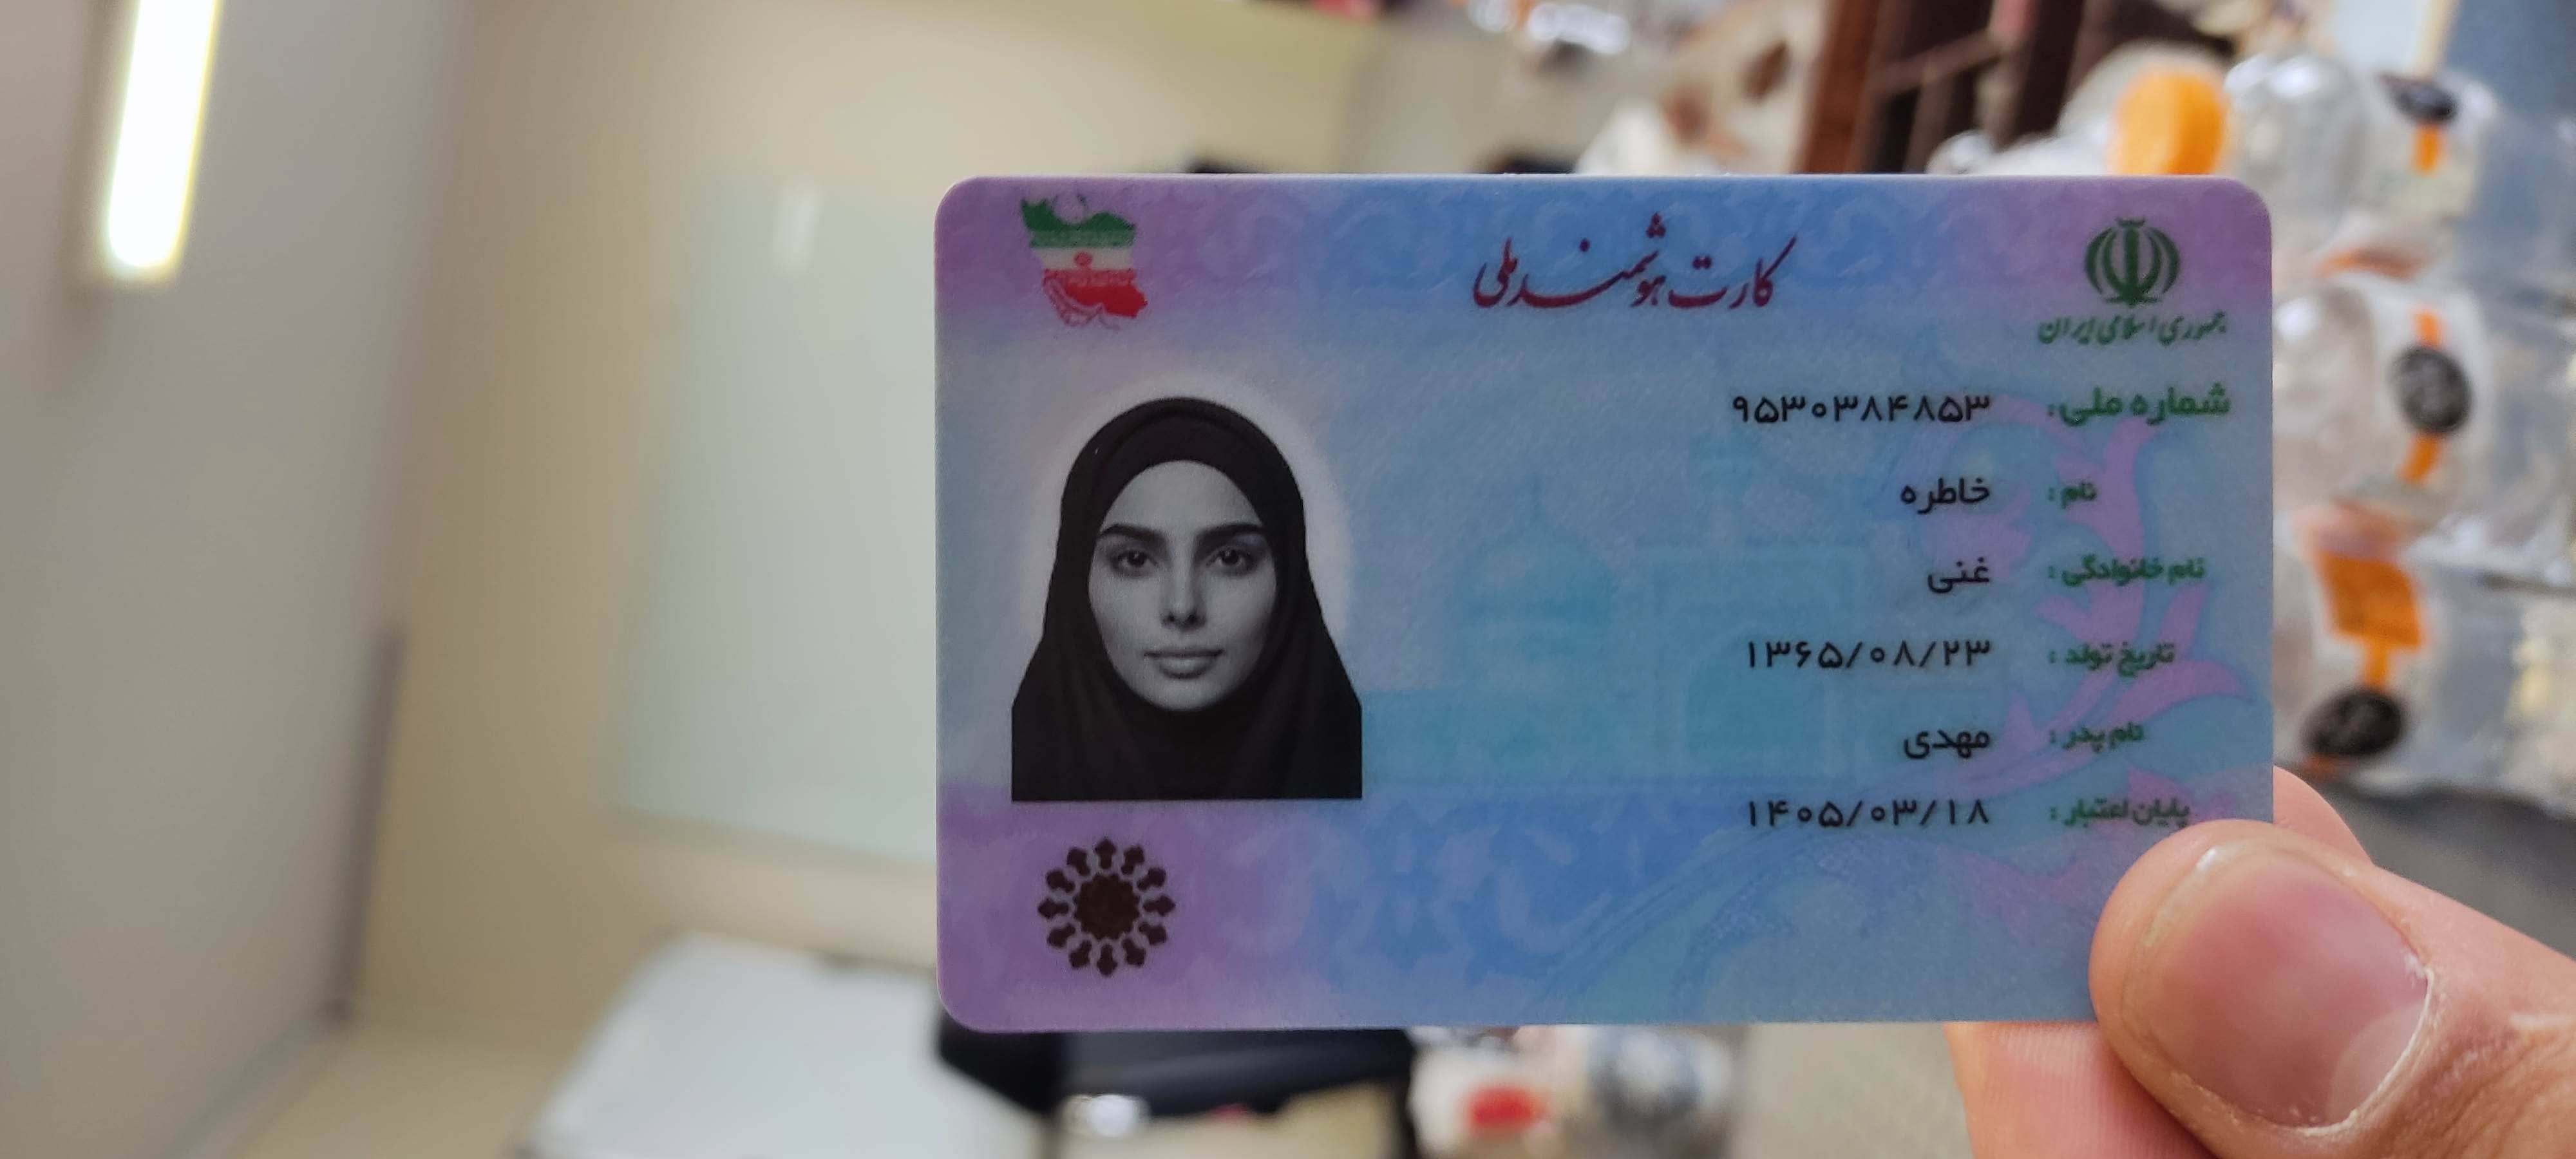 کارت هوشمند ملی
جمهوری اسلامی ایران
شماره ملی: ۹۵۳۰۳۸۴۸۵۳
نام: خاطره
نام خانوادگی: غنی
تاریخ تولد: ۱۳۶۵/۰۸/۲۳
نام پدر: مهدی
پایان اعتبار: ۱۴۰۵/۰۳/۱۸